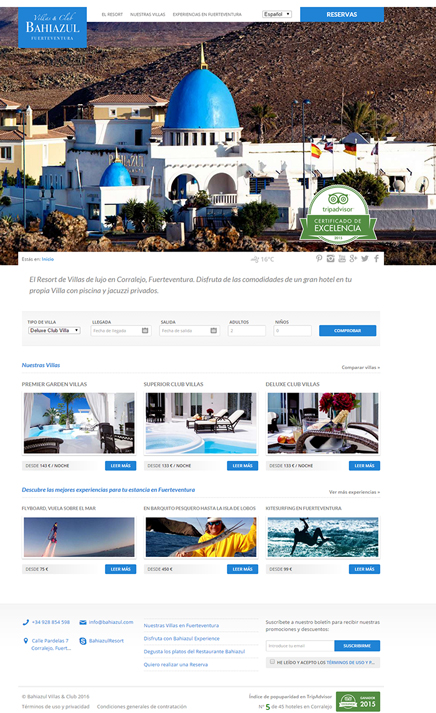 Villas & Club
BAHIAZUL
FUERTEVENTURA
EL RESORT NUESTRAS VILLAS EXPERIENCIAS EN FUERTEVENTURA
Español
RESERVAS
tripadvisor
CERTIFICADO DE
EXCELENCIA
2015
Estás en: Inicio
16°C
El Resort de Villas de lujo en Corralejo, Fuerteventura. Disfruta de las comodidades de un gran hotel en tu
propia Villa con piscina y jacuzzi privados.
TIPO DE VILLA LLEGADA SALIDA ADULTOS NIÑOS
Deluxe Club Villa Fecha de llegada Fecha de salida 2 0 COMPROBAR
Nuestras Villas
Comparar villas »
PREMIER GARDEN VILLAS SUPERIOR CLUB VILLAS DELUXE CLUB VILLAS
DESDE 143 € / NOCHE LEER MÁS DESDE 133 € / NOCHE LEER MÁS DESDE 133 € / NOCHE LEER MÁS
Descubre las mejores experiencias para tu estancia en Fuerteventura
Ver más experiencias »
FLYBOARD, VUELA SOBRE EL MAR EN BARQUITO PESQUERO HASTA LA ISLA DE LOBOS KITESURFING EN FUERTEVENTURA
DESDE 75 € LEER MÁS DESDE 450 € LEER MÁS DESDE 99 € LEER MÁS
+34 928 854 598 info@bahiazul.com
Calle Pardelas 7
Corralejo, Fuert...
BahiazulResort
Nuestras Villas en Fuerteventura
Disfruta con Bahiazul Experience
Degusta los platos del Restaurante Bahiazul
Quiero realizar una Reserva
Suscríbete a nuestro boletín para recibir nuestras
promociones y descuentos:
Introduce tu email SUSCRIBIRME
HE LEÍDO Y ACEPTO LOS TÉRMINOS DE USO Y P...
© Bahiazul Villas & Club 2016
Términos de uso y privacidad Condiciones generales de contratación
Índice de popularidad en TripAdvisor
Nº 5 de 45 hoteles en Corralejo
GANADOR
2015